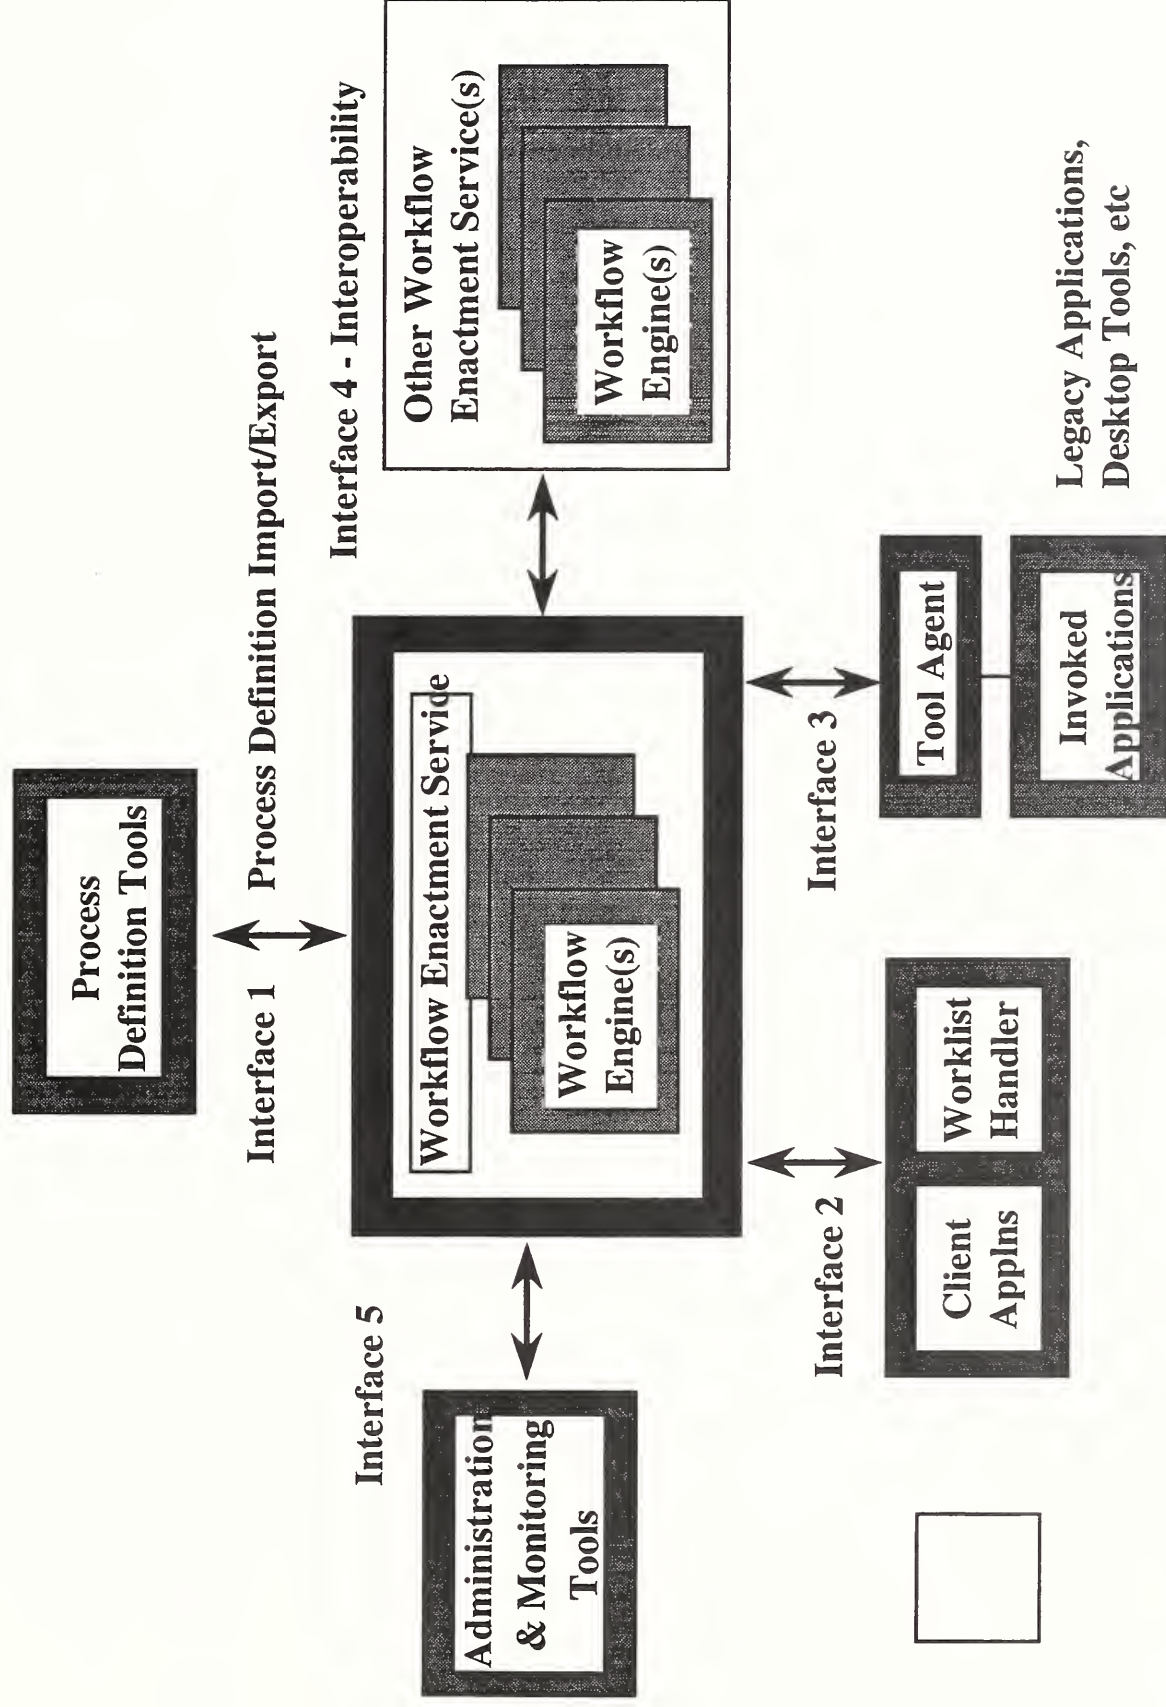 Process
Definition Tools
Interface 1
Process Definition Import/Export
Interface 5
Interface 4 - Interoperability
Administration
& Monitoring
Tools
Workflow Enactment Service
Workflow
Engine(s)
Other Workflow
Enactment Service(s)
Workflow
Engine(s)
Interface 2
Interface 3
Client
Applns
Worklist
Handler
Tool Agent
Invoked
Applications
Legacy Applications,
Desktop Tools, etc